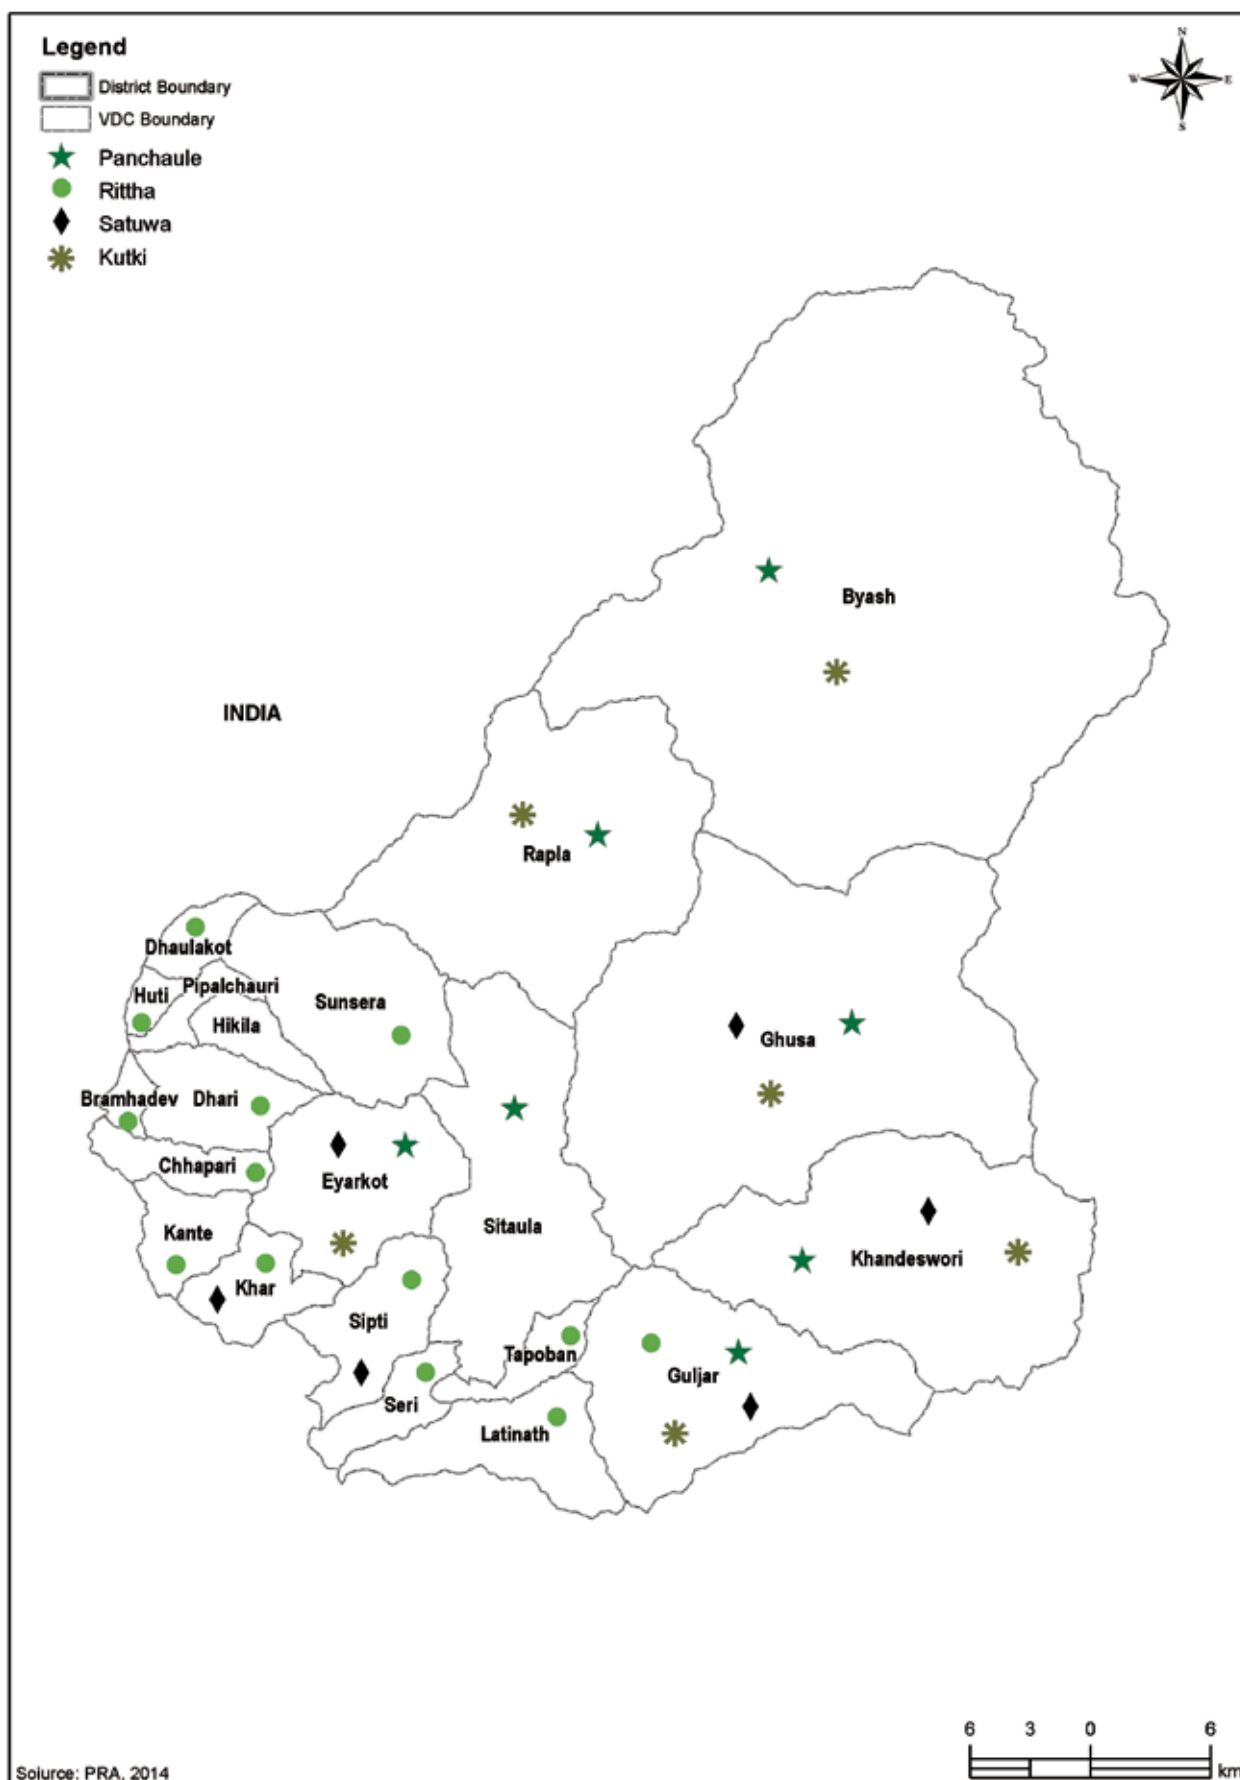 Legend
District Boundary
VDC Boundary
Panchaule
Rittha
Satuwa
Kutki
N
W E
S
Byash
INDIA
Rapla
Dhaulakot
Huti Pipalchauri
Sunsera
Hikila
Ghusa
Bramhadev Dhari
Chhapari
Eyarkot
Sitaula
Kante
Khandeswori
Khar
Sipti
Tapoban
Guljar
Seri
Latinath
6 3 0 6
km
Soiurce: PRA, 2014